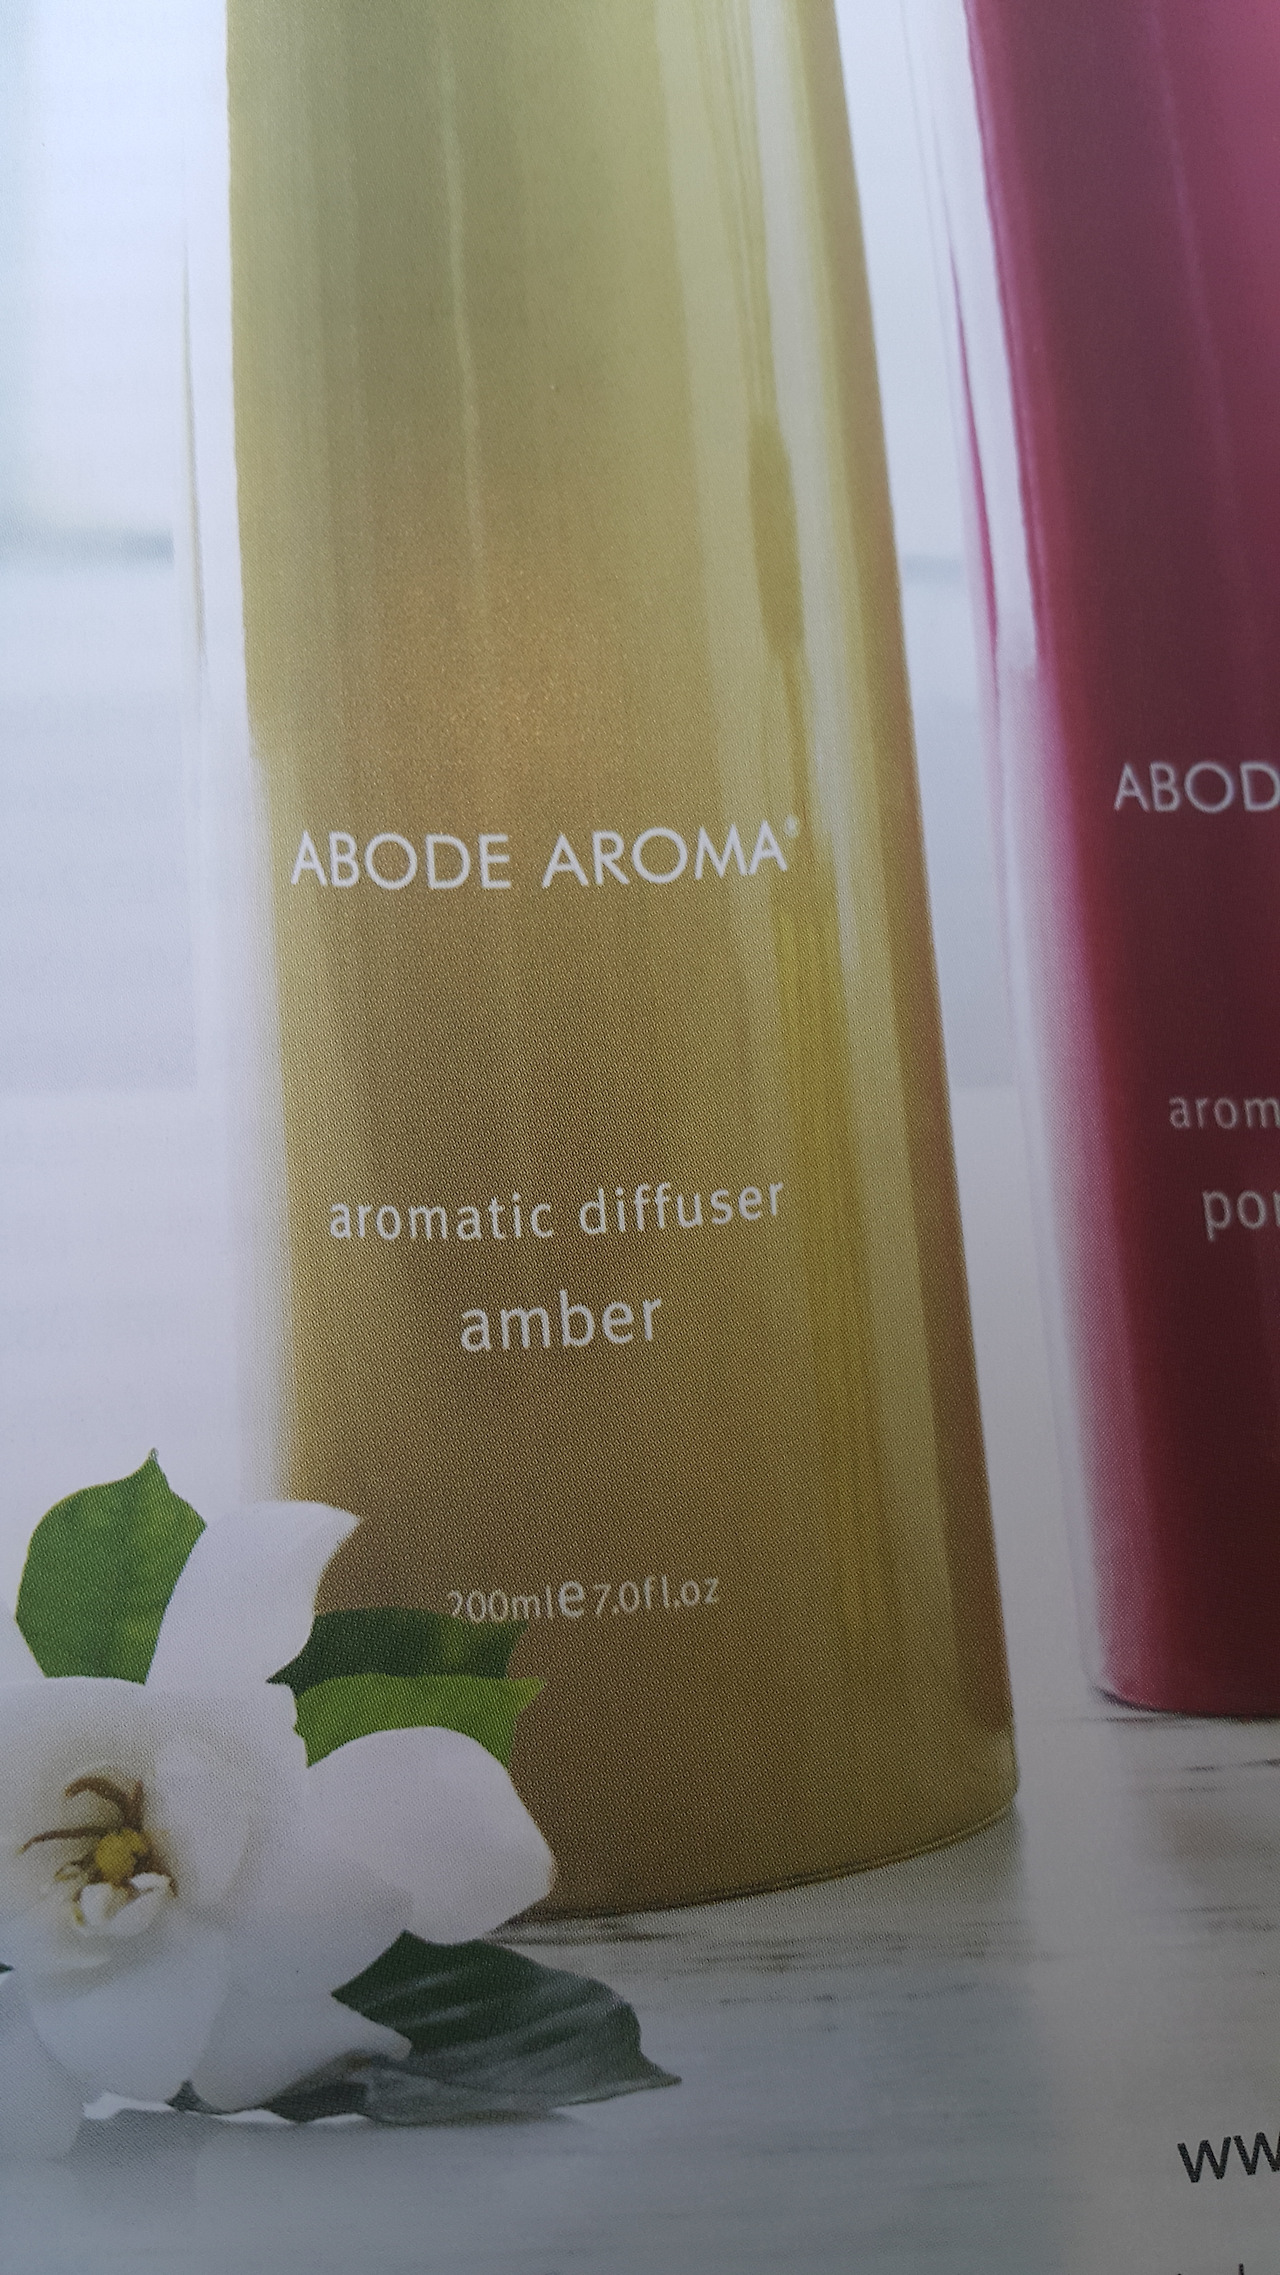 ABODE AROMA®
aromatic diffuser
amber
200ml e 7.0fl.oz
ABOD
arom
por
ww